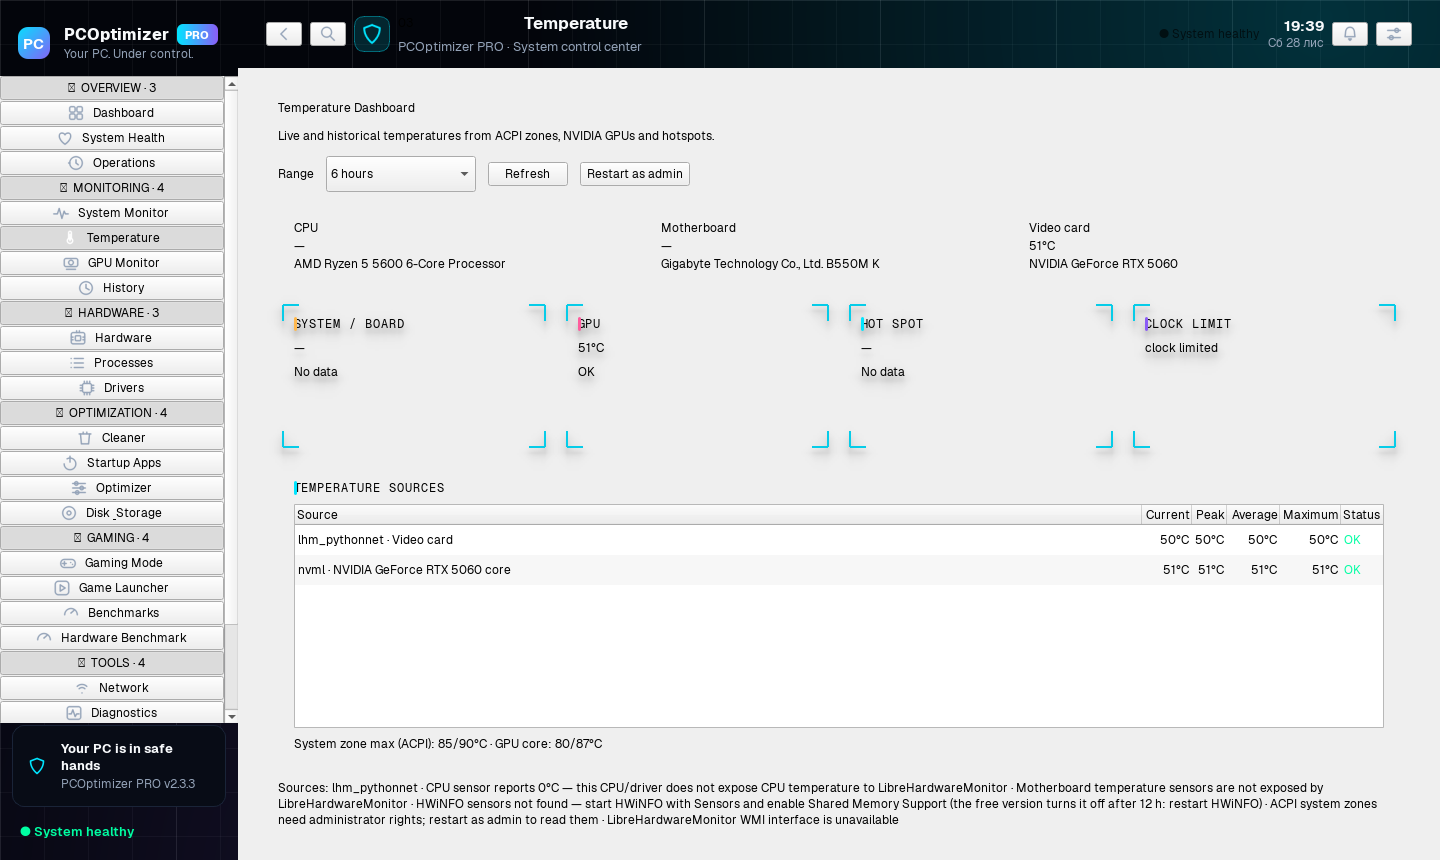 PC PCOptimizer PRO
Your PC. Under control.
Temperature
PCOptimizer PRO · System control center
● System healthy
19:39
Сб 28 лис
OVERVIEW · 3
Dashboard
System Health
Operations
MONITORING · 4
System Monitor
Temperature
GPU Monitor
History
HARDWARE · 3
Hardware
Processes
Drivers
OPTIMIZATION · 4
Cleaner
Startup Apps
Optimizer
Disk _Storage
GAMING · 4
Gaming Mode
Game Launcher
Benchmarks
Hardware Benchmark
TOOLS · 4
Network
Diagnostics
Your PC is in safe
hands
PCOptimizer PRO v2.3.3
● System healthy
Temperature Dashboard
Live and historical temperatures from ACPI zones, NVIDIA GPUs and hotspots.
Range 6 hours Refresh Restart as admin
CPU
—
AMD Ryzen 5 5600 6-Core Processor
Motherboard
—
Gigabyte Technology Co., Ltd. B550M K
Video card
51°C
NVIDIA GeForce RTX 5060
SYSTEM / BOARD
—
No data
GPU
51°C
OK
HOT SPOT
—
No data
CLOCK LIMIT
clock limited
TEMPERATURE SOURCES
Source Current Peak Average Maximum Status
lhm_pythonnet · Video card 50°C 50°C 50°C 50°C OK
nvml · NVIDIA GeForce RTX 5060 core 51°C 51°C 51°C 51°C OK
System zone max (ACPI): 85/90°C · GPU core: 80/87°C
Sources: lhm_pythonnet · CPU sensor reports 0°C — this CPU/driver does not expose CPU temperature to LibreHardwareMonitor · Motherboard temperature sensors are not exposed by
LibreHardwareMonitor · HWiNFO sensors not found — start HWiNFO with Sensors and enable Shared Memory Support (the free version turns it off after 12 h: restart HWiNFO) · ACPI system zones
need administrator rights; restart as admin to read them · LibreHardwareMonitor WMI interface is unavailable